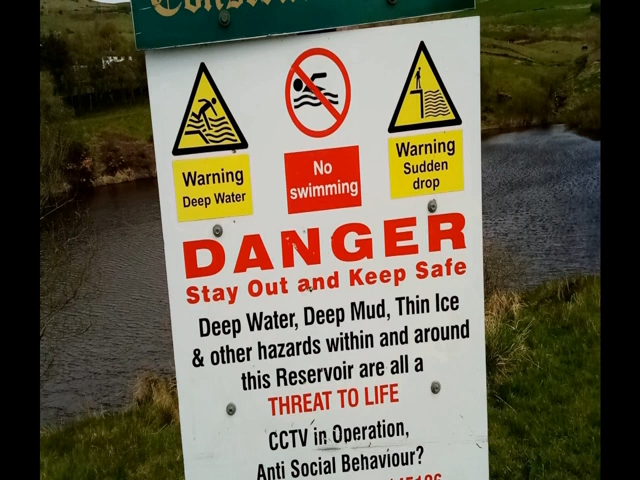 Warning
Deep Water
No
swimming
Warning
Sudden
drop
DANGER
Stay Out and Keep Safe
Deep Water, Deep Mud, Thin Ice
& other hazards within and around
this Reservoir are all a
THREAT TO LIFE
CCTV in Operation,
Anti Social Behaviour?